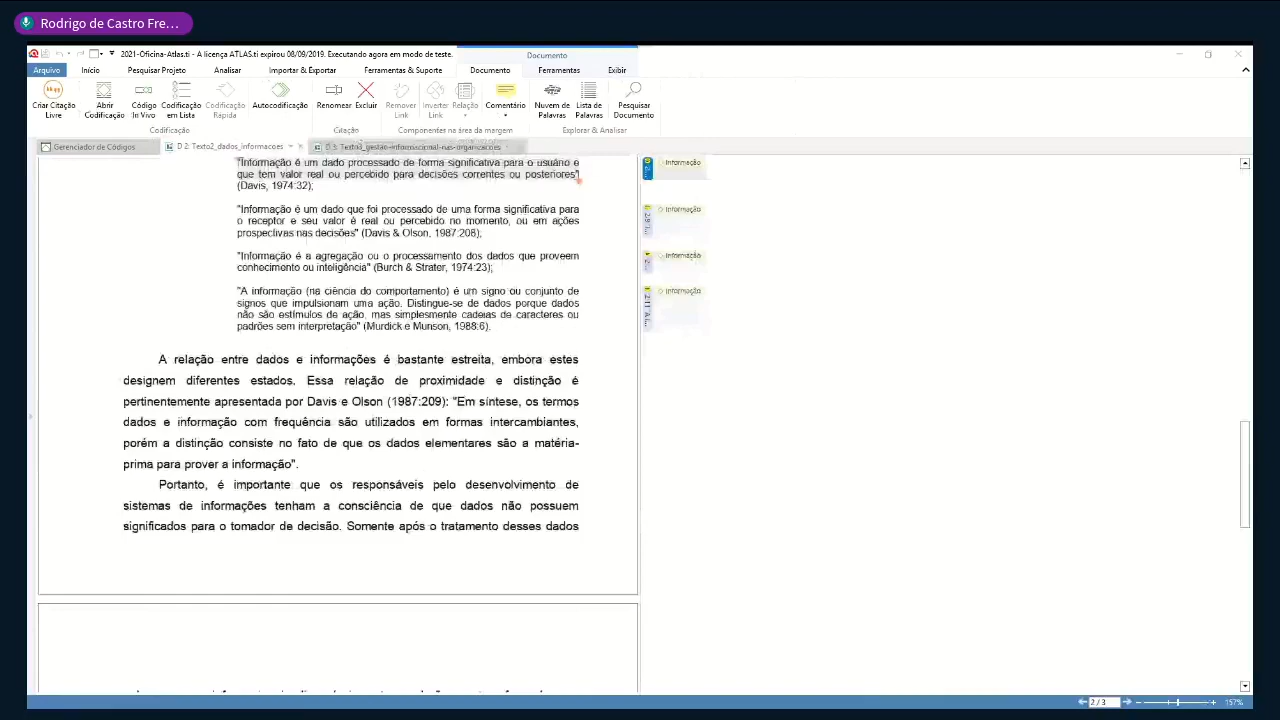 Rodrigo de Castro Fre...
2021-Oficina-Atlas.ti - A licença ATLAS.ti expirou 08/09/2019. Executando agora em modo de teste.
Documento
Arquivo Início Pesquisar Projeto Analisar Importar & Exportar Ferramentas & Suporte Documento Ferramentas Exibir
Criar Citação Livre
Abrir Codificação
Código In Vivo
Codificação em Lista
Codificação Rápida
Autocodificação
Renomear
Excluir
Remover Link
Inverter Link
Relação
Comentário
Nuvem de Palavras
Lista de Palavras
Pesquisar Documento
Codificação Citação Componentes na área da margem Explorar & Analisar
Gerenciador de Códigos D 2: Texto2_dados_informacoes D 3: Texto3_gestão-informacional-nas-organizacões
"Informação é um dado processado de forma significativa para o usuário e
que tem valor real ou percebido para decisões correntes ou posteriores"
(Davis, 1974:32);
"Informação é um dado que foi processado de uma forma significativa para
o receptor e seu valor é real ou percebido no momento, ou em ações
prospectivas nas decisões" (Davis & Olson, 1987:208);
"Informação é a agregação ou o processamento dos dados que proveem
conhecimento ou inteligência" (Burch & Strater, 1974:23);
"A informação (na ciência do comportamento) é um signo ou conjunto de
signos que impulsionam uma ação. Distingue-se de dados porque dados
não são estímulos de ação, mas simplesmente cadeias de caracteres ou
padrões sem interpretação" (Murdick e Munson, 1988:6).
A relação entre dados e informações é bastante estreita, embora estes
designem diferentes estados. Essa relação de proximidade e distinção é
pertinentemente apresentada por Davis e Olson (1987:209): "Em síntese, os termos
dados e informação com frequência são utilizados em formas intercambiantes,
porém a distinção consiste no fato de que os dados elementares são a matéria-
prima para prover a informação".
Portanto, é importante que os responsáveis pelo desenvolvimento de
sistemas de informações tenham a consciência de que dados não possuem
significados para o tomador de decisão. Somente após o tratamento desses dados
Informação
Informação
Informação
Informação
2 / 3
157%